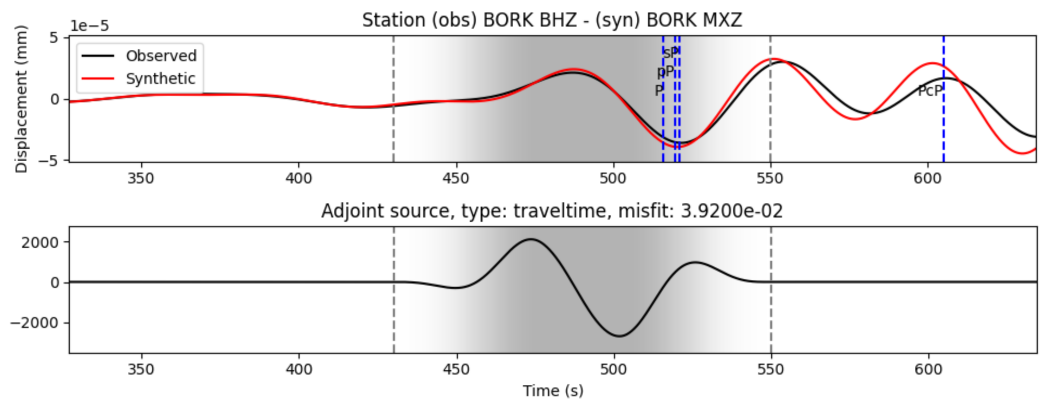 Station (obs) BORK BHZ - (syn) BORK MXZ
1e−5
Displacement (mm)
5
0
−5
Observed
Synthetic
sP
pP
P
PcP
350 400 450 500 550 600
Adjoint source, type: traveltime, misfit: 3.9200e-02
2000
0
−2000
350 400 450 500 550 600
Time (s)